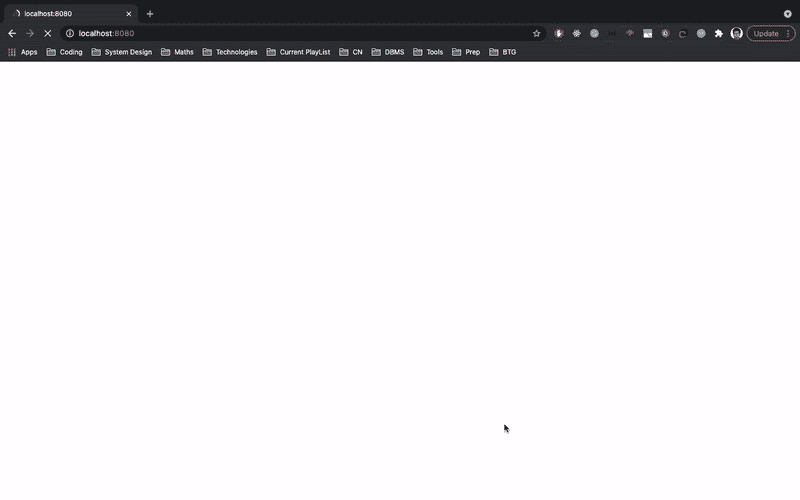 localhost:8080
localhost:8080
Update
Apps Coding System Design Maths Technologies Current PlayList CN DBMS Tools Prep BTG